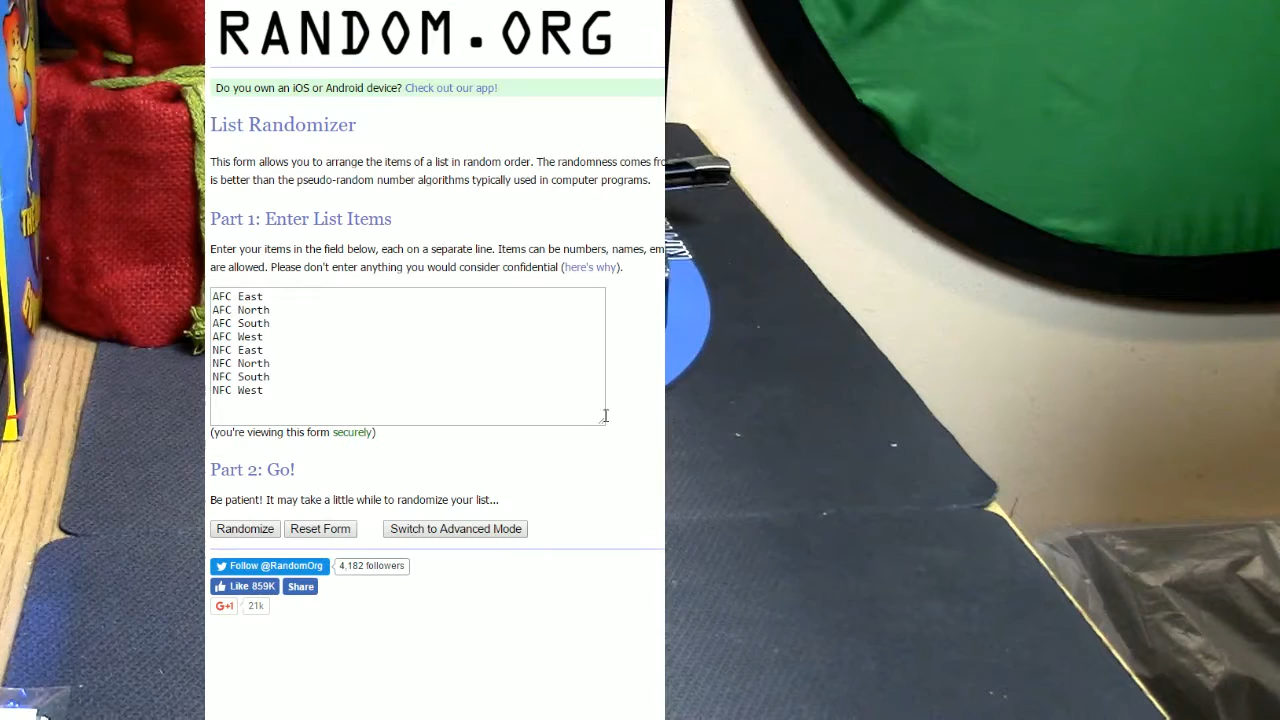 RANDOM.ORG
Do you own an iOS or Android device? Check out our app!
List Randomizer
This form allows you to arrange the items of a list in random order. The randomness comes
is better than the pseudo-random number algorithms typically used in computer programs.
Part 1: Enter List Items
Enter your items in the field below, each on a separate line. Items can be numbers, names,
are allowed. Please don't enter anything you would consider confidential (here's why).
AFC East
AFC North
AFC South
AFC West
NFC East
NFC North
NFC South
NFC West
(you're viewing this form securely)
Part 2: Go!
Be patient! It may take a little while to randomize your list...
Randomize Reset Form Switch to Advanced Mode
Follow @RandomOrg 4,182 followers
Like 859K Share
G+1 21k